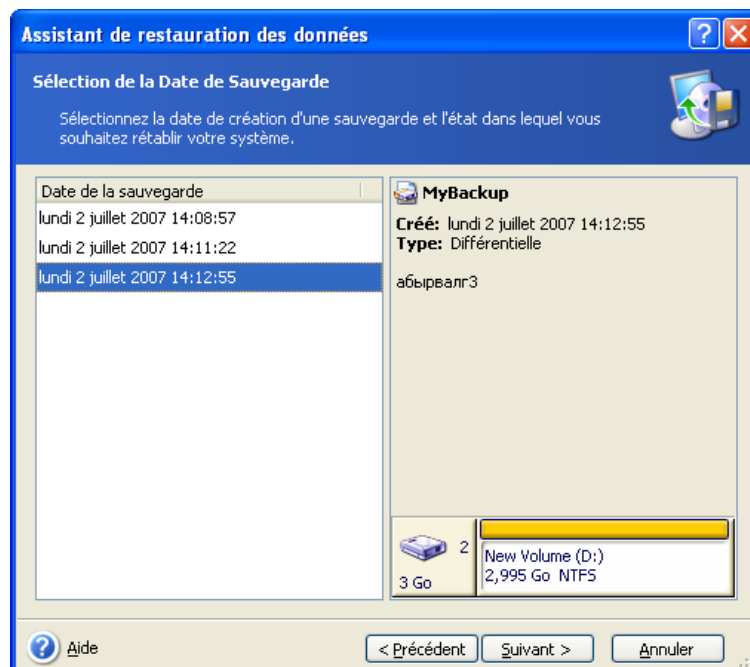 Assistant de restauration des données
Sélection de la Date de Sauvegarde
Sélectionnez la date de création d'une sauvegarde et l'état dans lequel vous
souhaitez rétablir votre système.
Date de la sauvegarde
lundi 2 juillet 2007 14:08:57
lundi 2 juillet 2007 14:11:22
lundi 2 juillet 2007 14:12:55
MyBackup
Créé: lundi 2 juillet 2007 14:12:55
Type: Différentielle
абырвалг3
2
3 Go
New Volume (D:)
2,995 Go NTFS
Aide
< Précédent
Suivant >
Annuler